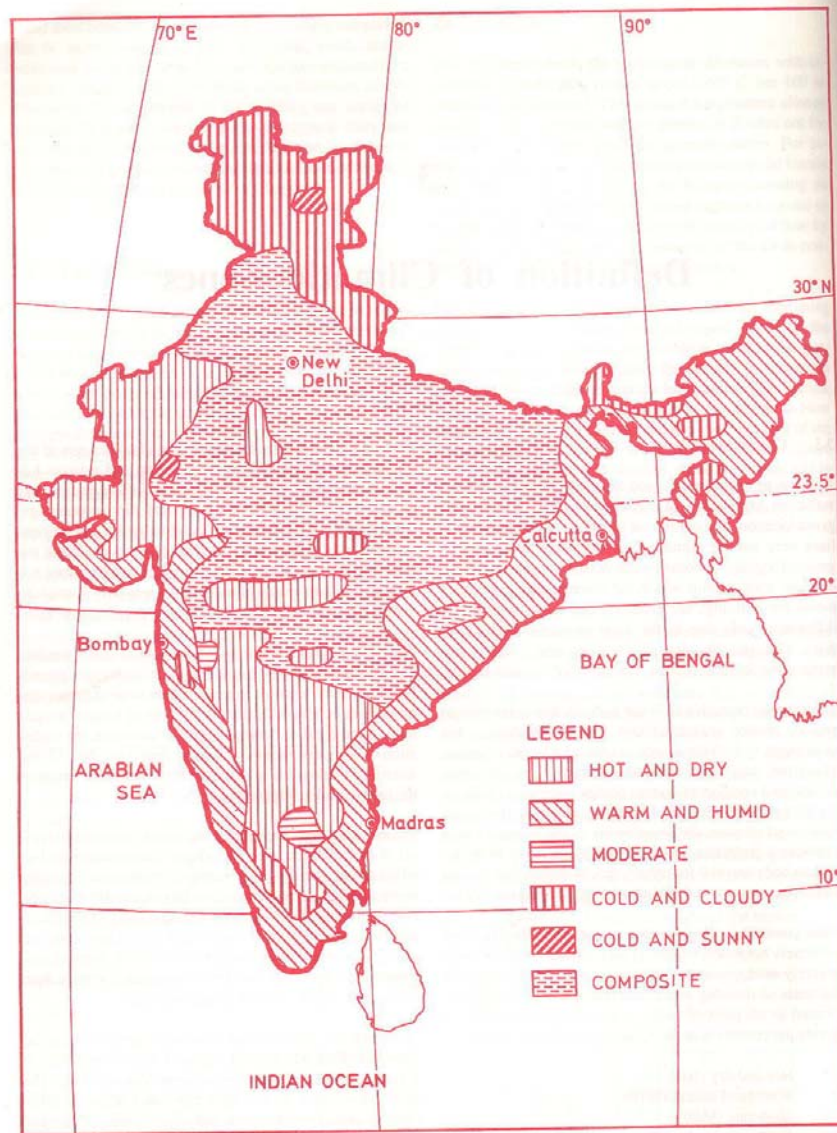 70° E
80°
90°
30° N
New
Delhi
23.5°
Calcutta
20°
Bombay
BAY OF BENGAL
LEGEND
HOT AND DRY
WARM AND HUMID
MODERATE
COLD AND CLOUDY
COLD AND SUNNY
COMPOSITE
ARABIAN
SEA
Madras
10°
INDIAN OCEAN